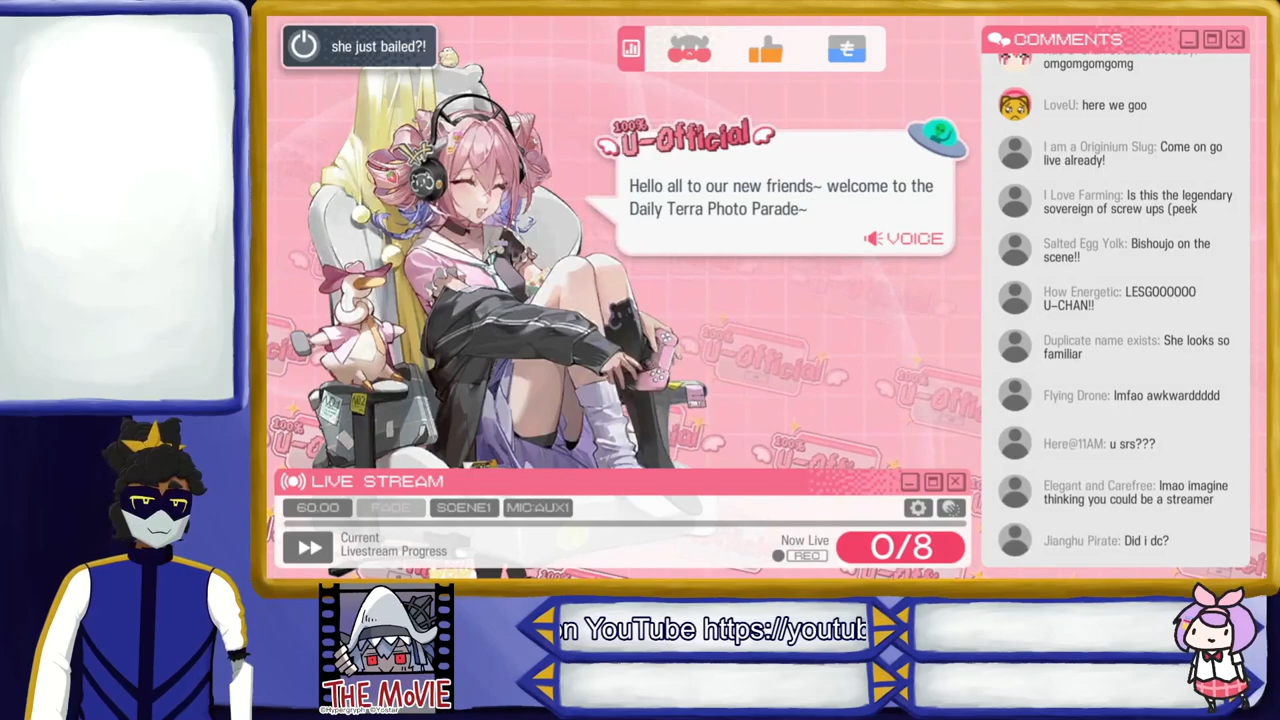 she just bailed?!
100%
U-Official
Hello all to our new friends~ welcome to the
Daily Terra Photo Parade~
VOICE
COMMENTS
omgomgomgomg
LoveU: here we goo
I am a Originium Slug: Come on go
live already!
I Love Farming: Is this the legendary
sovereign of screw ups (peek
Salted Egg Yolk: Bishoujo on the
scene!!
How Energetic: LESGOOOOOO
U-CHAN!!
Duplicate name exists: She looks so
familiar
Flying Drone: lmfao awkwarddddd
Here@11AM: u srs???
Elegant and Carefree: lmao imagine
thinking you could be a streamer
Jianghu Pirate: Did i dc?
LIVE STREAM
60.00
FADE
SCENE1
MIC:AUX1
Current
Livestream Progress
Now Live
REC
0/8
on YouTube https://youtub
THE MOVIE
©Hypergryph ©Yostar